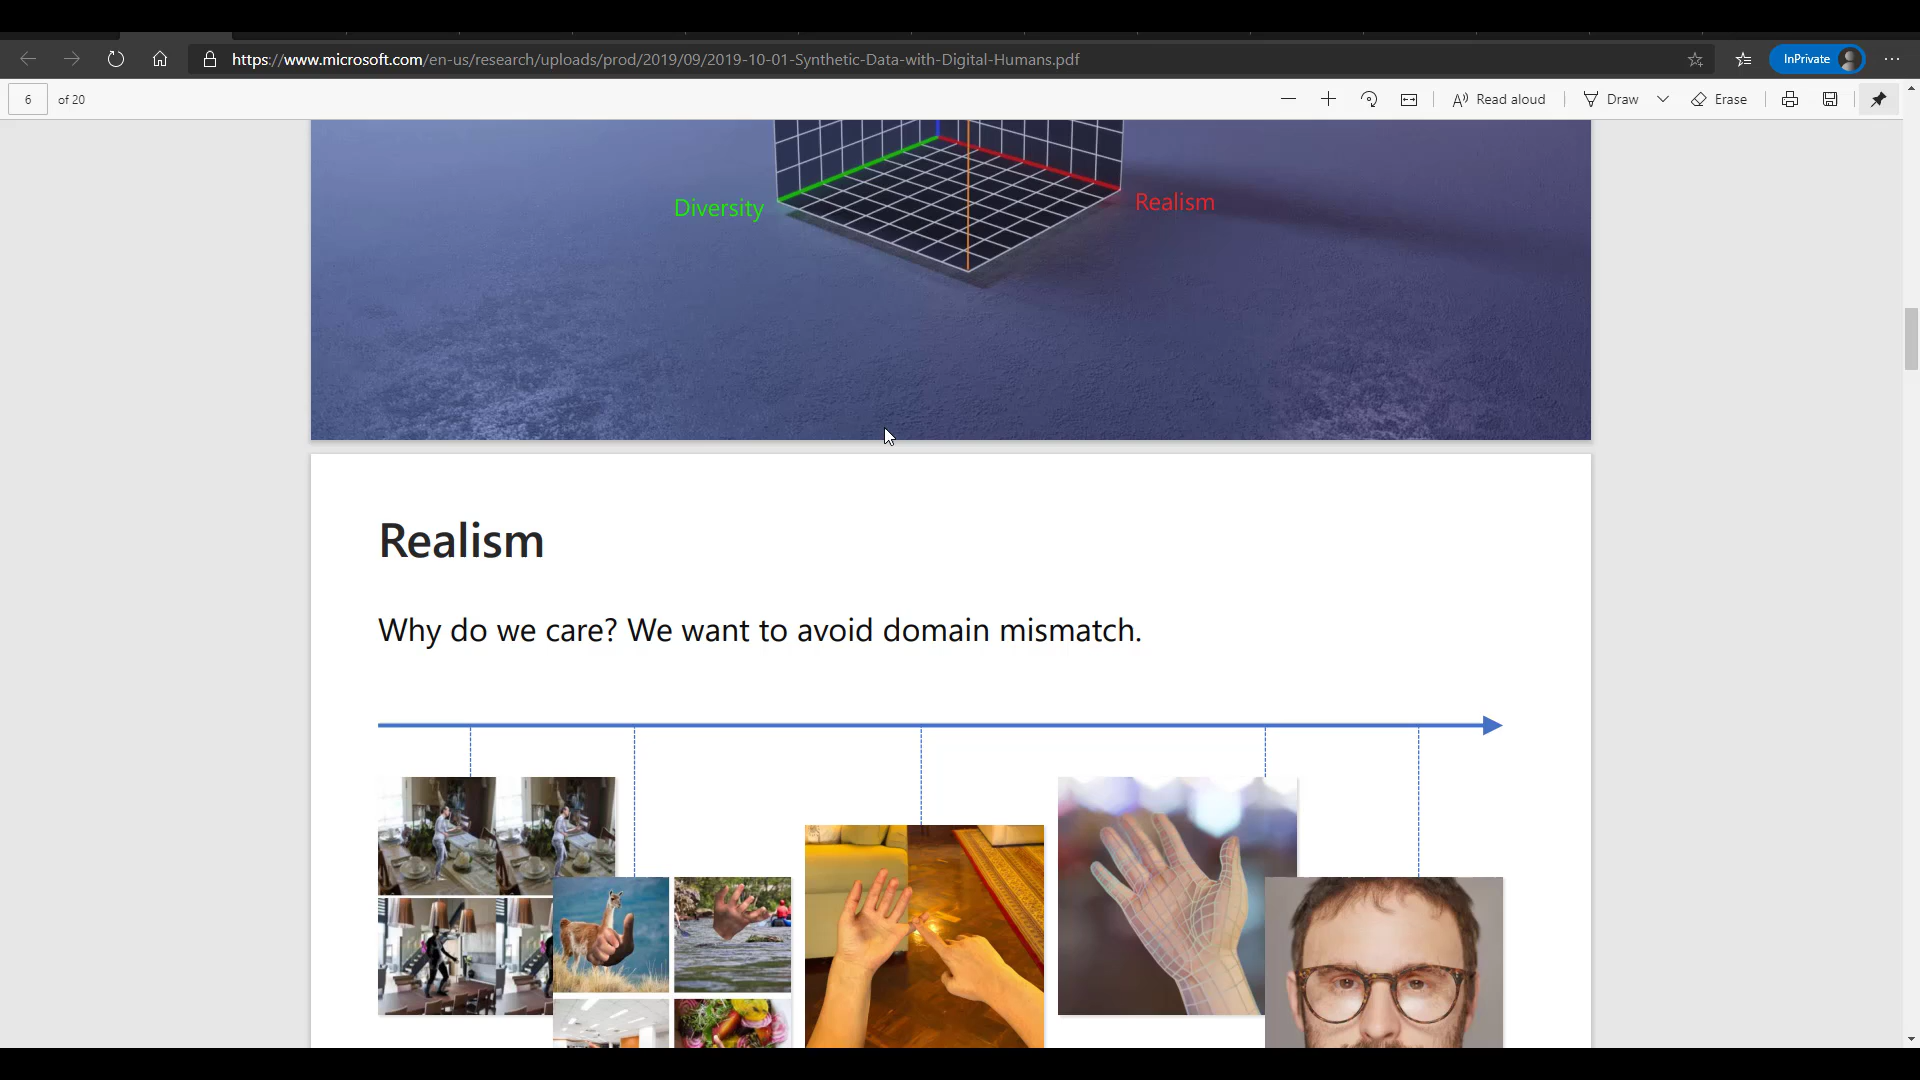 https://www.microsoft.com/en-us/research/uploads/prod/2019/09/2019-10-01-Synthetic-Data-with-Digital-Humans.pdf
InPrivate
6 of 20
Read aloud
Draw
Erase
Diversity
Realism
Realism
Why do we care? We want to avoid domain mismatch.